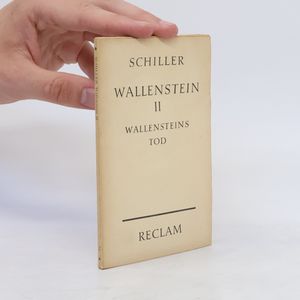 SCHILLER
WALLENSTEIN
II
WALLENSTEINS
TOD
RECLAM